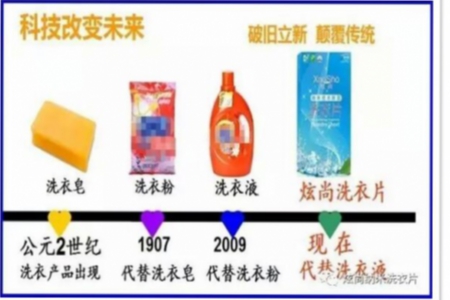 科技改变未来
破旧立新 颠覆传统
洗衣皂
洗衣粉
洗衣液
炫尚洗衣片
公元2世纪
洗衣产品出现
1907
代替洗衣皂
2009
代替洗衣粉
现在
代替洗衣液